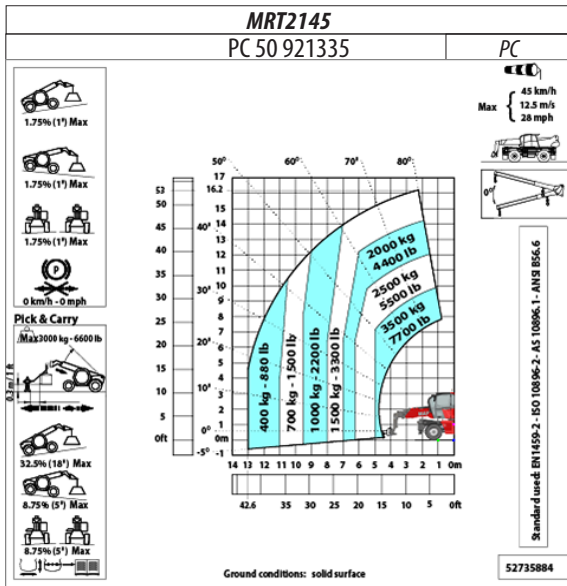 MRT2145
PC 50 921335
PC
1.75% (1°) Max
1.75% (1°) Max
1.75% (1°) Max
0 km/h - 0 mph
Pick & Carry
Max3000 kg - 6600 lb
0.3 m / 1 ft
32.5% (18°) Max
8.75% (5°) Max
8.75% (5°) Max
Max
45 km/h
12.5 m/s
28 mph
0°
50° 60° 70° 80°
40°
30°
20°
10°
0°
-5°
53
50
45
40
35
30
25
20
15
10
5
0ft
17
16.2
15
14
13
12
11
10
9
8
7
6
5
4
3
2
1
0m
-1
2000 kg
4400 lb
2500 kg
5500 lb
3500 kg
7700 lb
400 kg - 880 lb
700 kg - 1500 lb
1000 kg - 2200 lb
1500 kg - 3300 lb
14 13 12 11 10 9 8 7 6 5 4 3 2 1 0m
42.6 35 30 25 20 15 10 5 0ft
Ground conditions: solid surface
Standard used: EN1459-2 - ISO 10896-2 - AS 10896.1 - ANSI B56.6
52735884